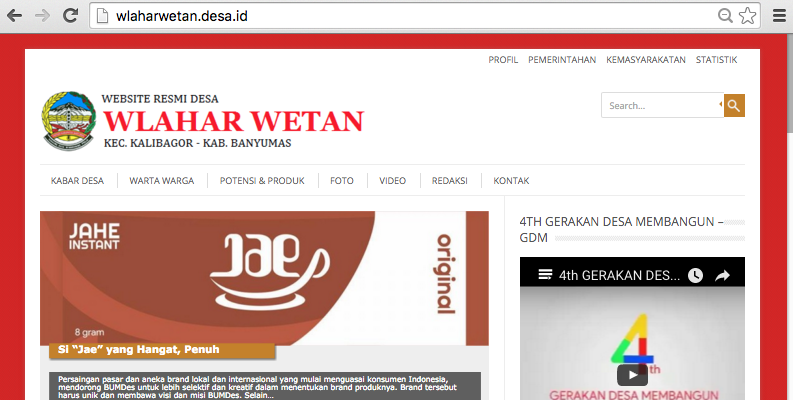 wlaharwetan.desa.id
PROFIL PEMERINTAHAN KEMASYARAKATAN STATISTIK
WEBSITE RESMI DESA
WLAHAR WETAN
KEC. KALIBAGOR - KAB. BANYUMAS
Search...
KABAR DESA WARTA WARGA POTENSI & PRODUK FOTO VIDEO REDAKSI KONTAK
JAHE
INSTANT
Jae
original
8 gram
Si “Jae” yang Hangat, Penuh
Persaingan pasar dan aneka brand lokal dan internasional yang mulai menguasai konsumen Indonesia,
mendorong BUMDes untuk lebih selektif dan kreatif dalam menentukan brand produknya. Brand tersebut
harus unik dan membawa visi dan misi BUMDes. Selain...
4TH GERAKAN DESA MEMBANGUN –
GDM
4th GERAKAN DES...
4th
GERAKAN DESA MEMBANGUN